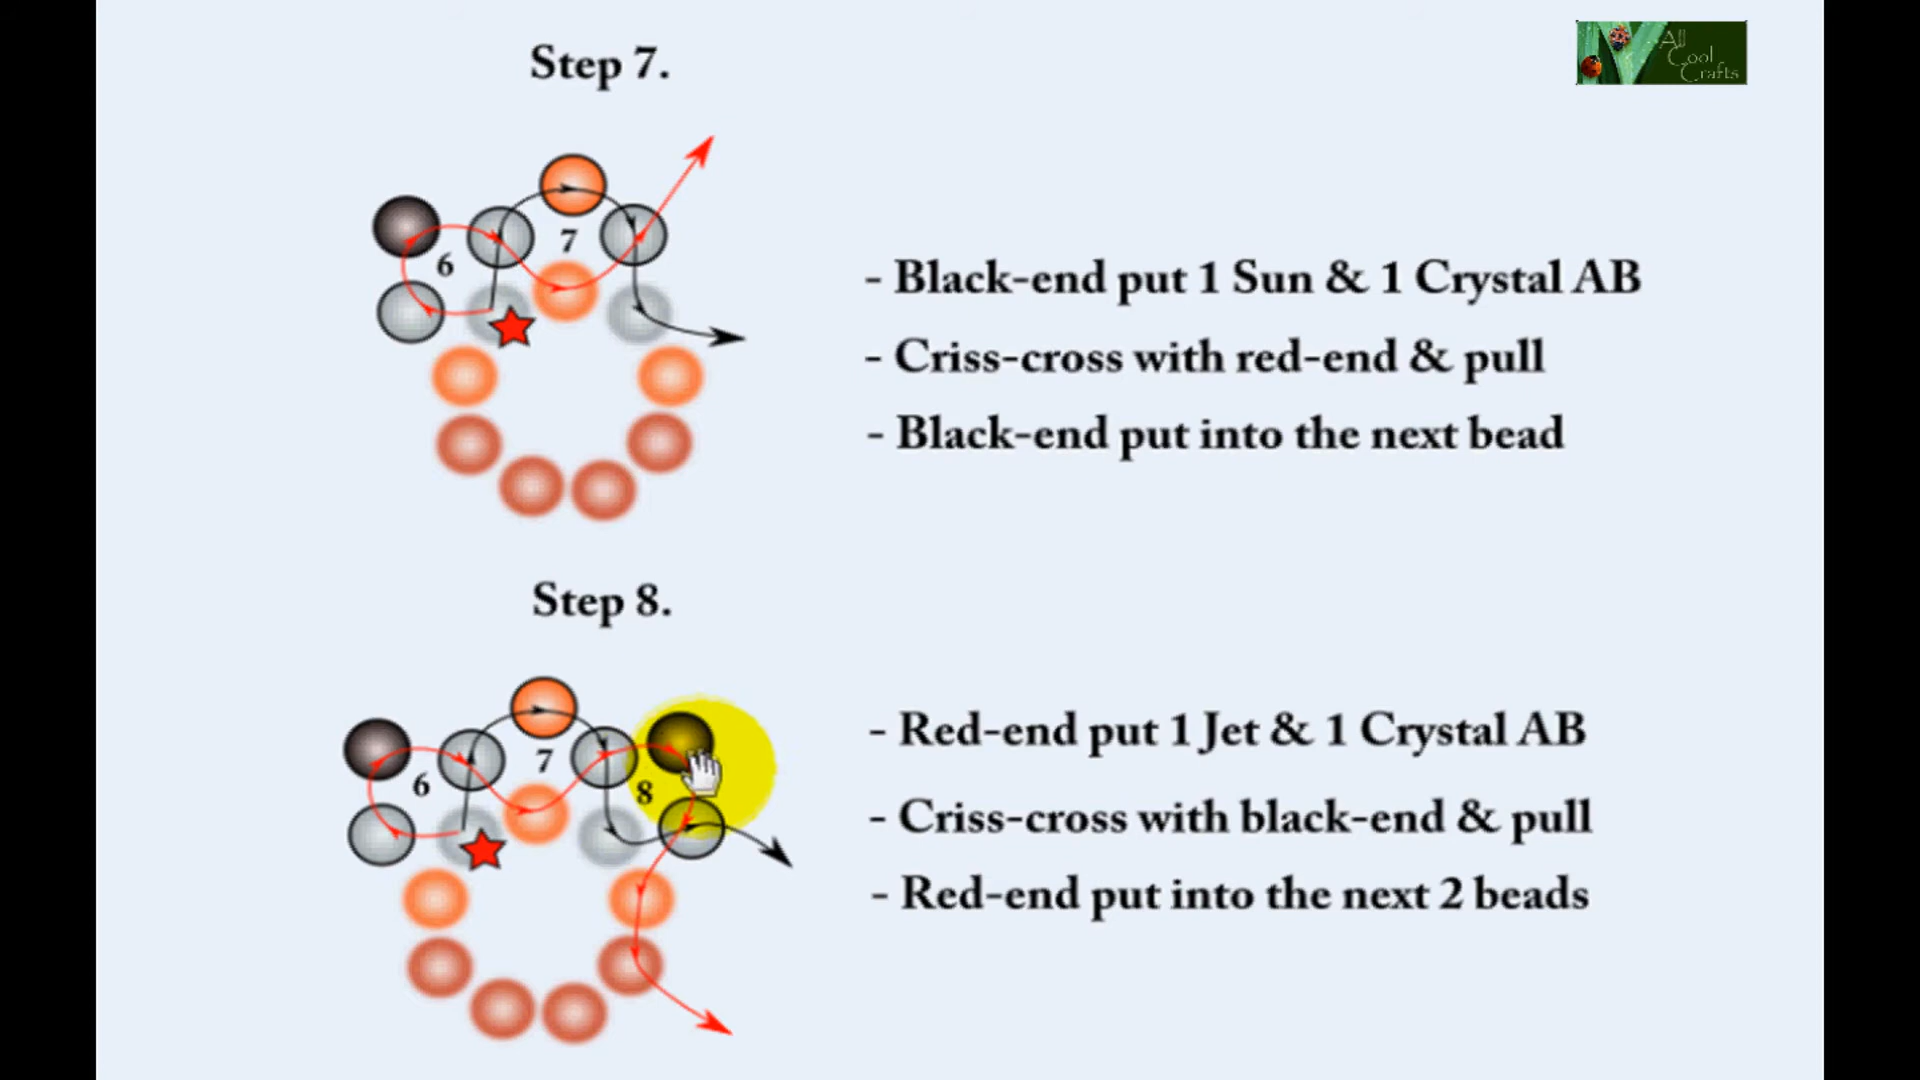 Step 7.
All
Cool
Crafts
7
6
- Black-end put 1 Sun & 1 Crystal AB
- Criss-cross with red-end & pull
- Black-end put into the next bead
Step 8.
7
6
8
- Red-end put 1 Jet & 1 Crystal AB
- Criss-cross with black-end & pull
- Red-end put into the next 2 beads